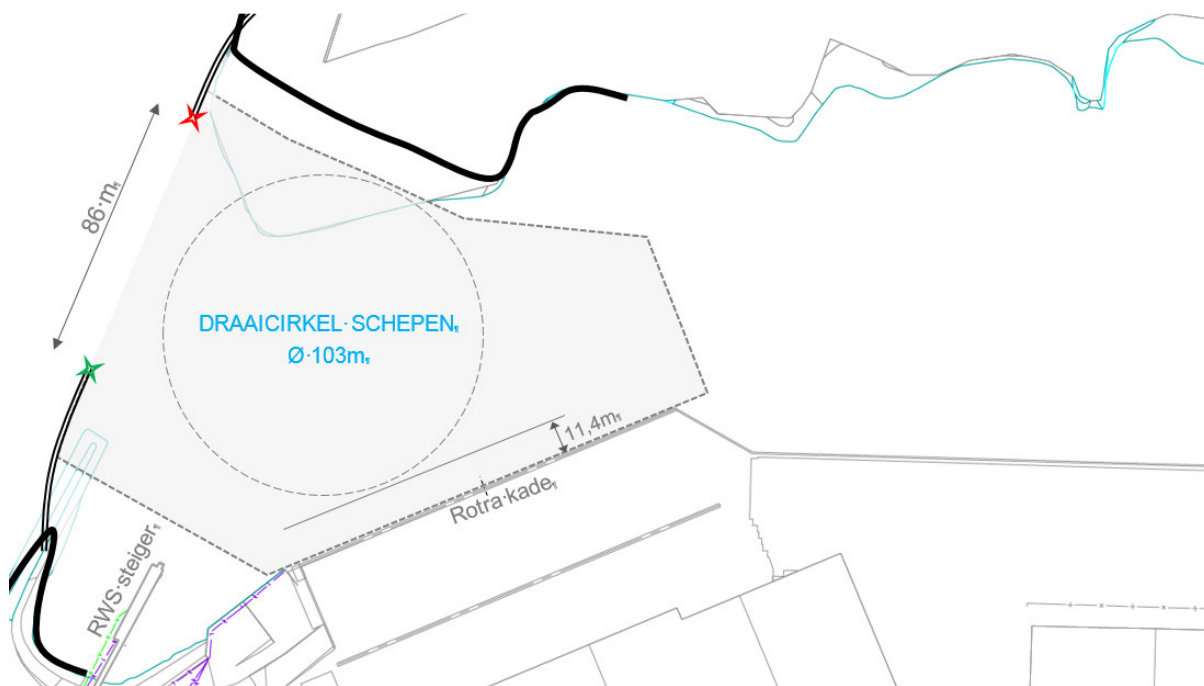 86 m
DRAAICIRKEL SCHEPEN
Ø 103m
11,4m
Rotra kade
RWS steiger